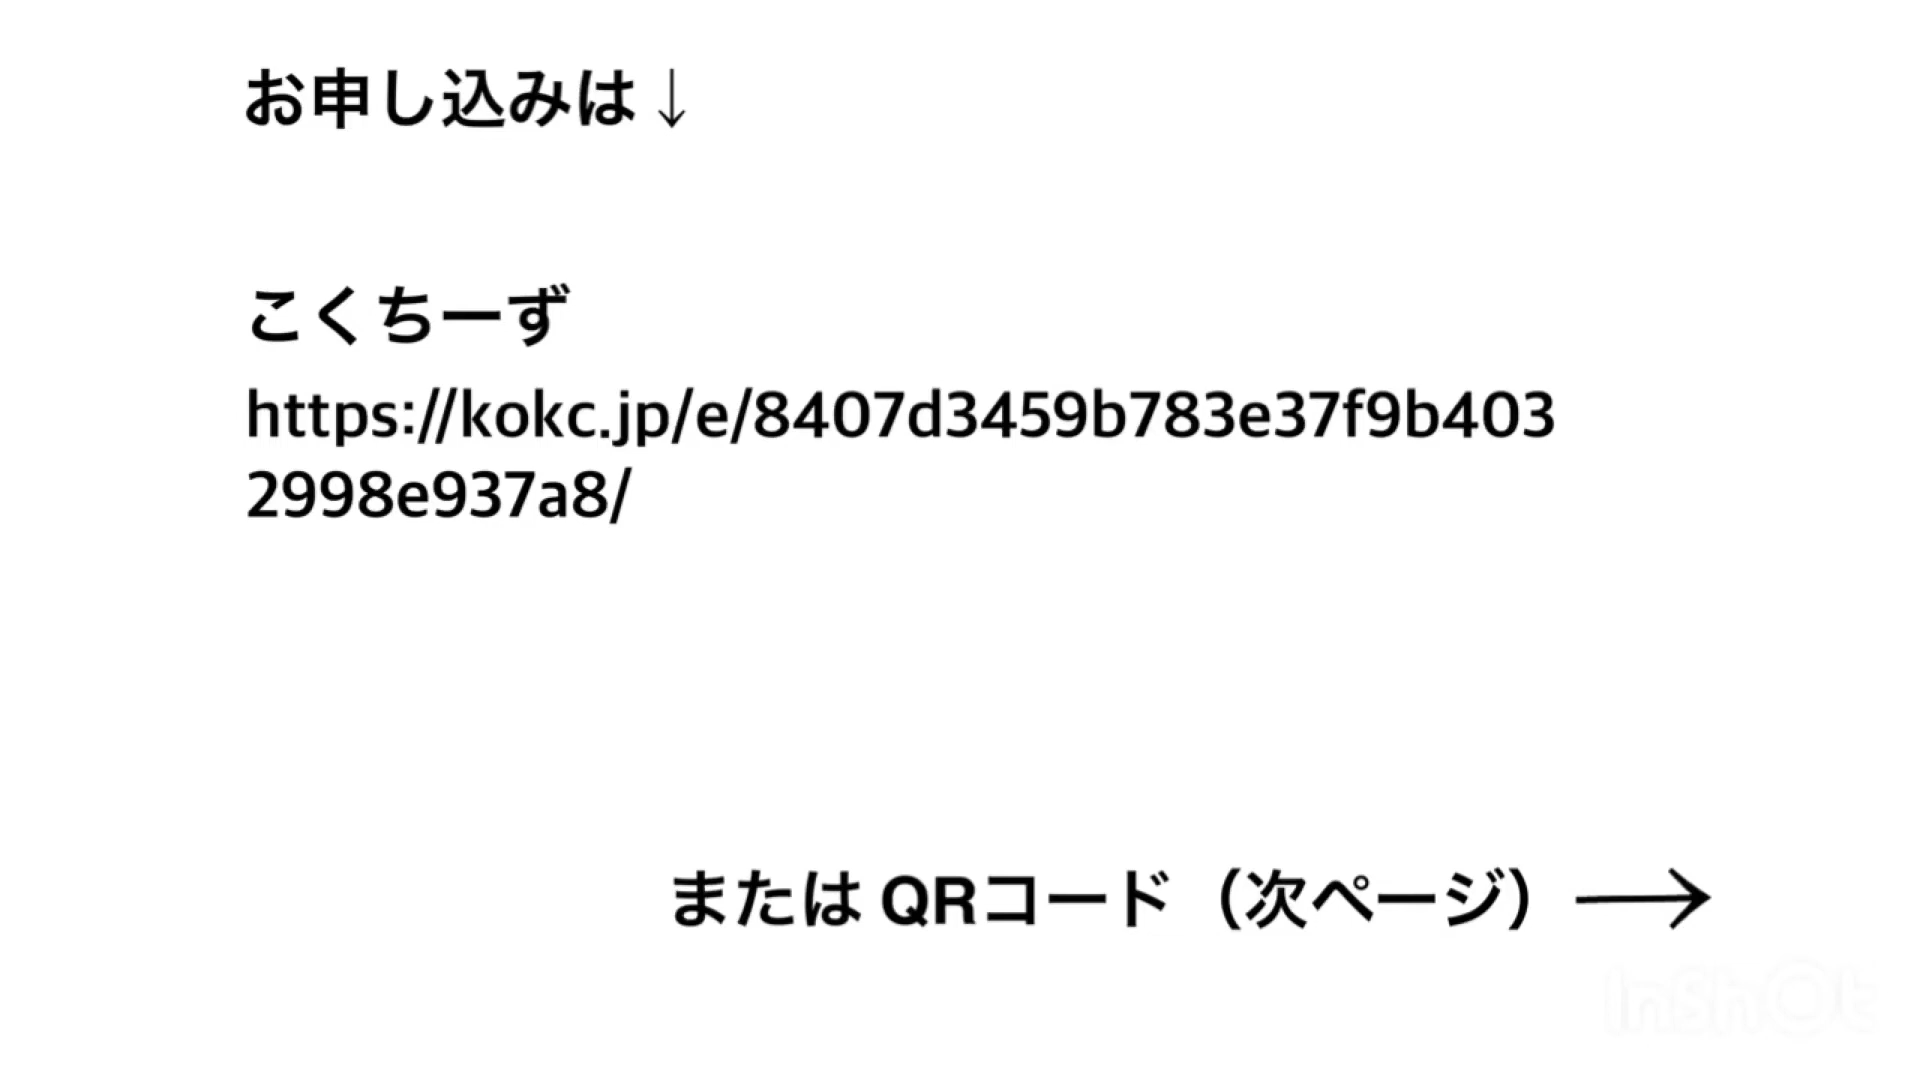 お申し込みは↓
こくちーず
https://kokc.jp/e/8407d3459b783e37f9b403
2998e937a8/
または QRコード（次ページ）→
InShOt